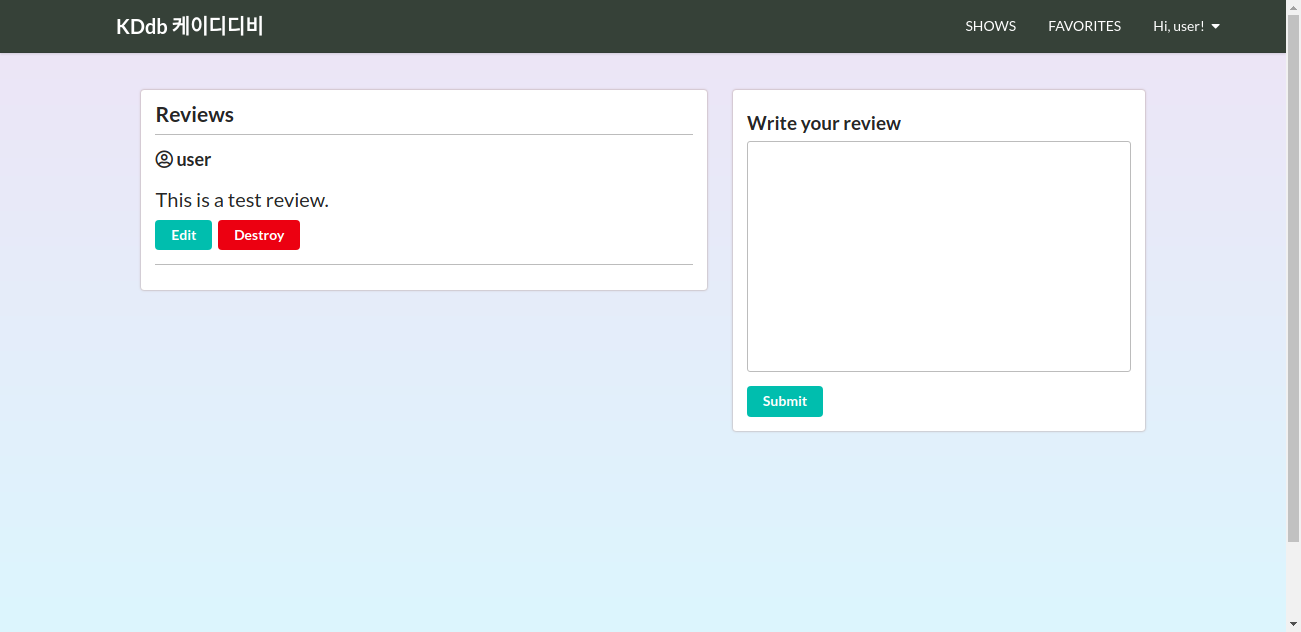 KDdb 케이디디비
SHOWS
FAVORITES
Hi, user!
Reviews
user
This is a test review.
Edit
Destroy
Write your review
Submit